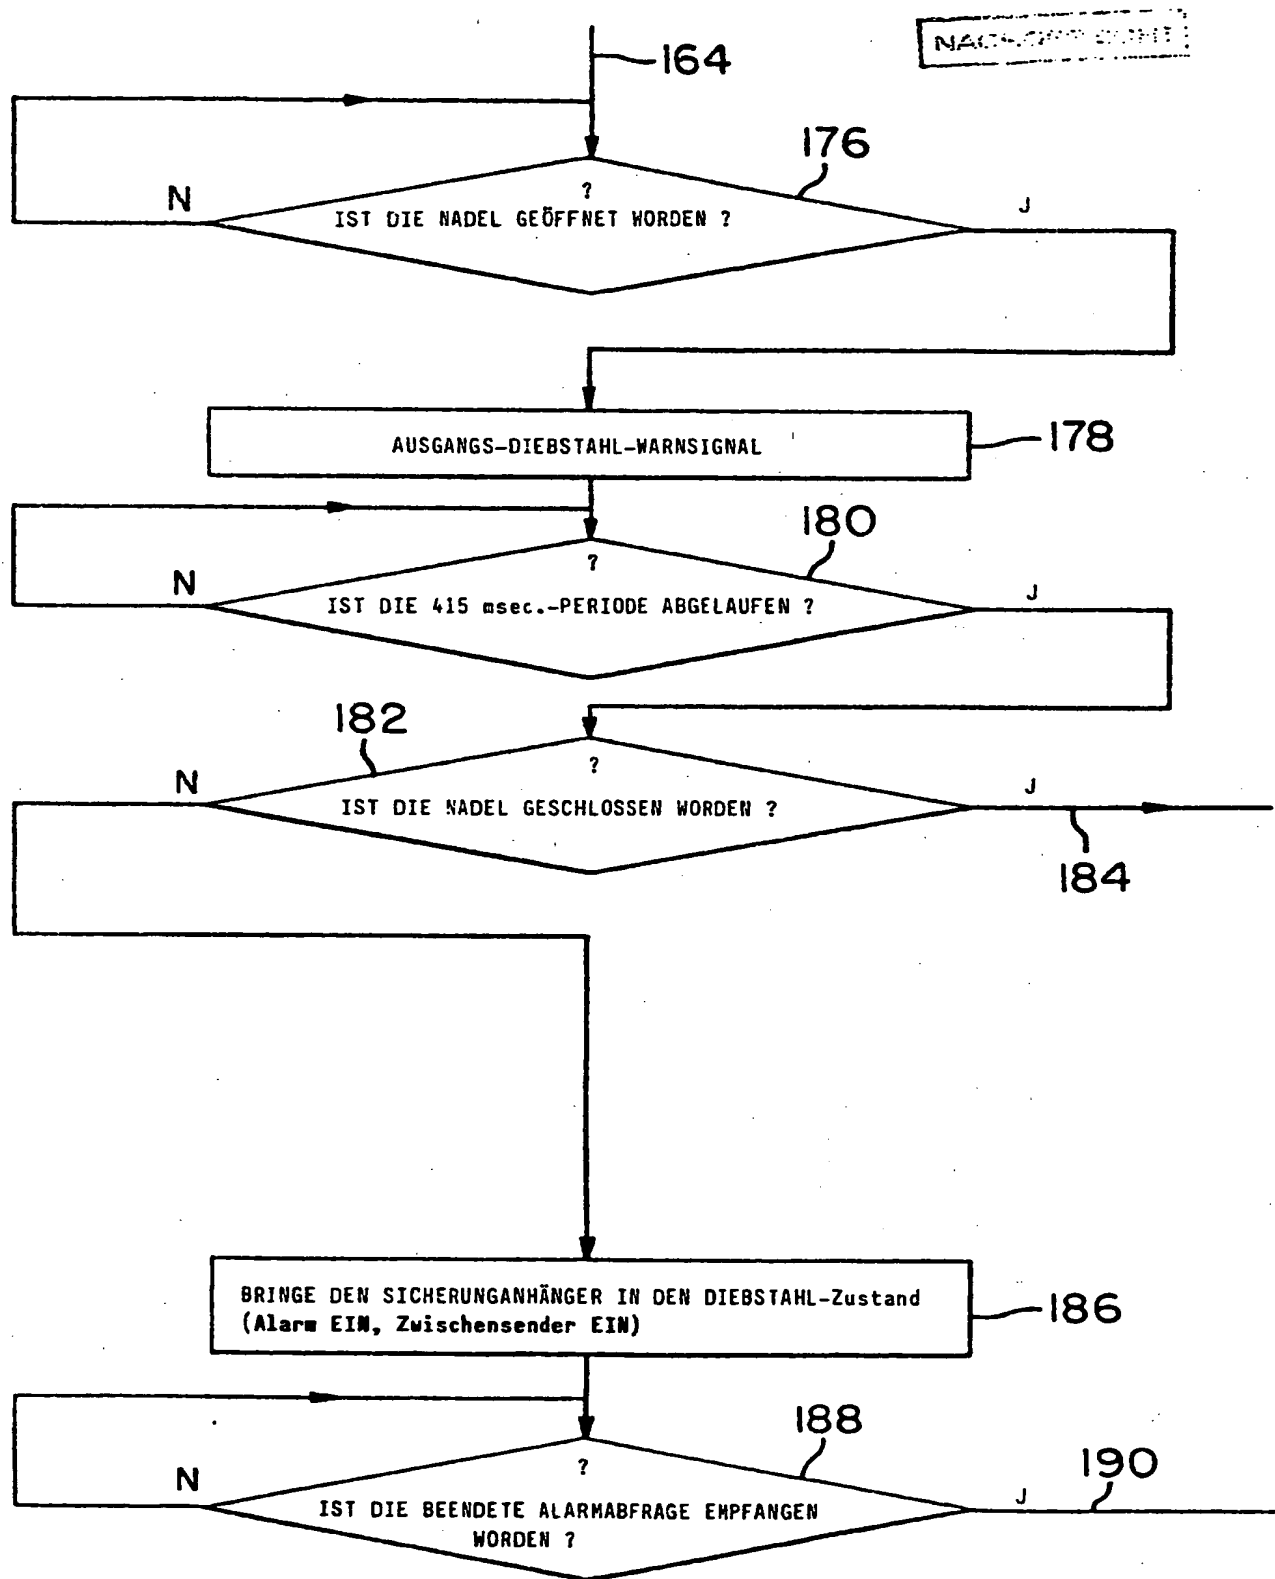 164
176
N
?
J
IST DIE NADEL GEÖFFNET WORDEN ?
AUSGANGS-DIEBSTAHL-WARNSIGNAL
178
180
N
?
J
IST DIE 415 msec.-PERIODE ABGELAUFEN ?
182
N
?
J
IST DIE NADEL GESCHLOSSEN WORDEN ?
184
BRINGE DEN SICHERUNGANHÄNGER IN DEN DIEBSTAHL-Zustand
(Alarm EIN, Zwischensender EIN)
186
188
N
?
J
190
IST DIE BEENDETE ALARMABFRAGE EMPFANGEN
WORDEN ?